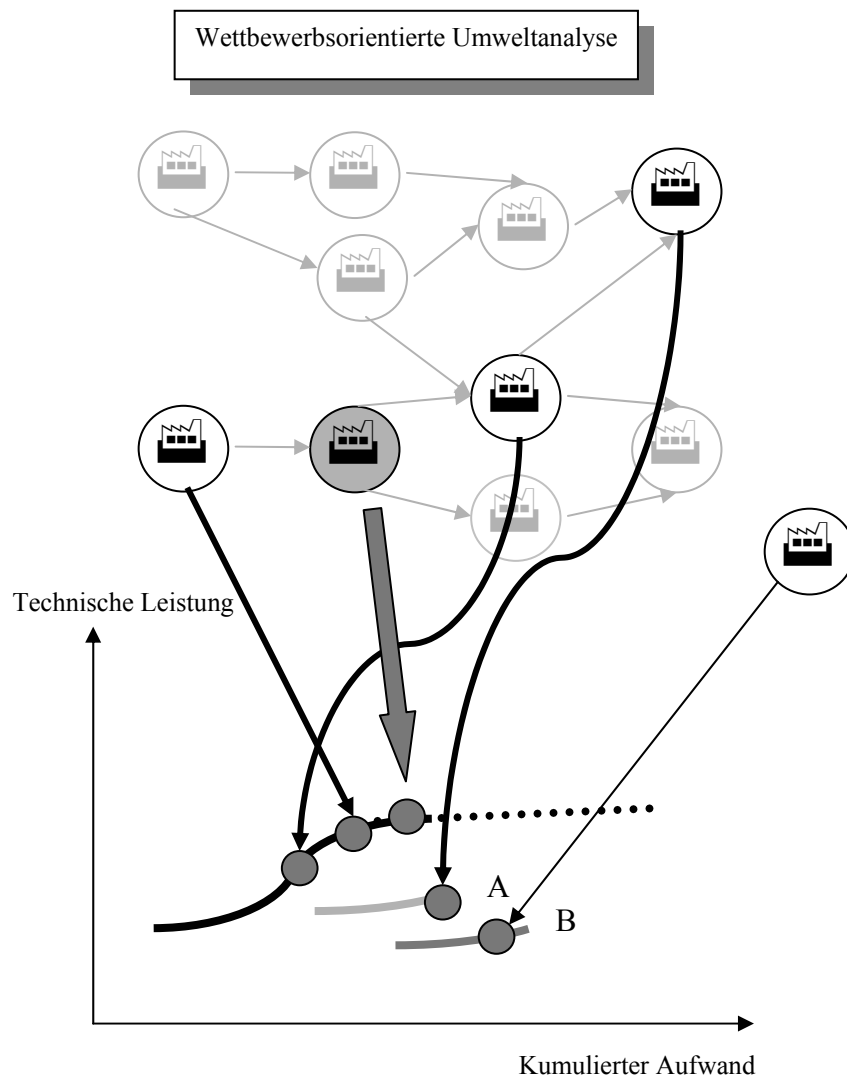 Wettbewerbsorientierte Umweltanalyse
Technische Leistung
A
B
Kumulierter Aufwand